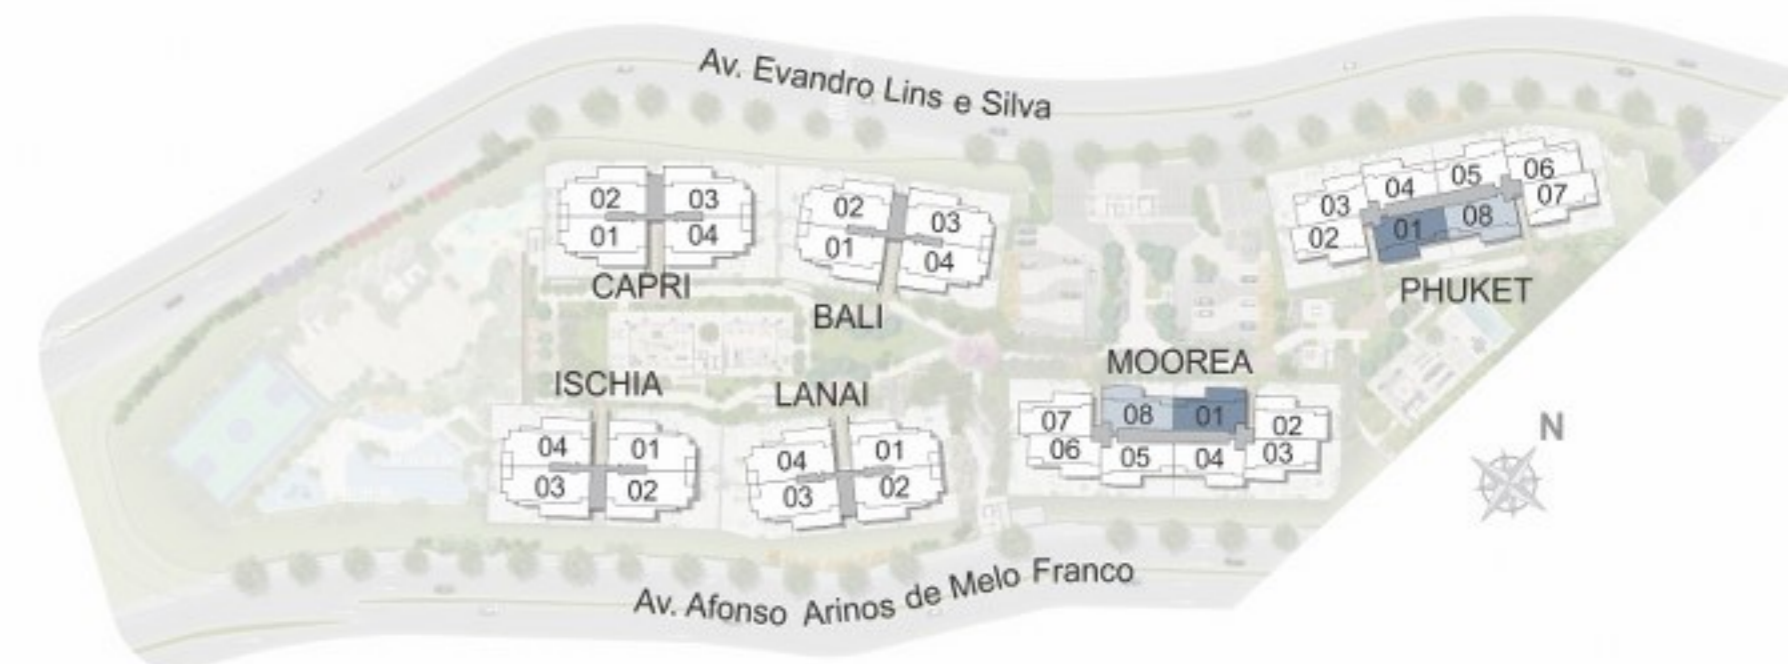 Av. Evandro Lins e Silva
02 03
01 04
CAPRI
02 03
01 04
BALI
03 04 05 06
02 01 08 07
PHUKET
ISCHIA
04 01
03 02
LANAI
04 01
03 02
MOOREA
07 08 01 02
06 05 04 03
N
Av. Afonso Arinos de Melo Franco